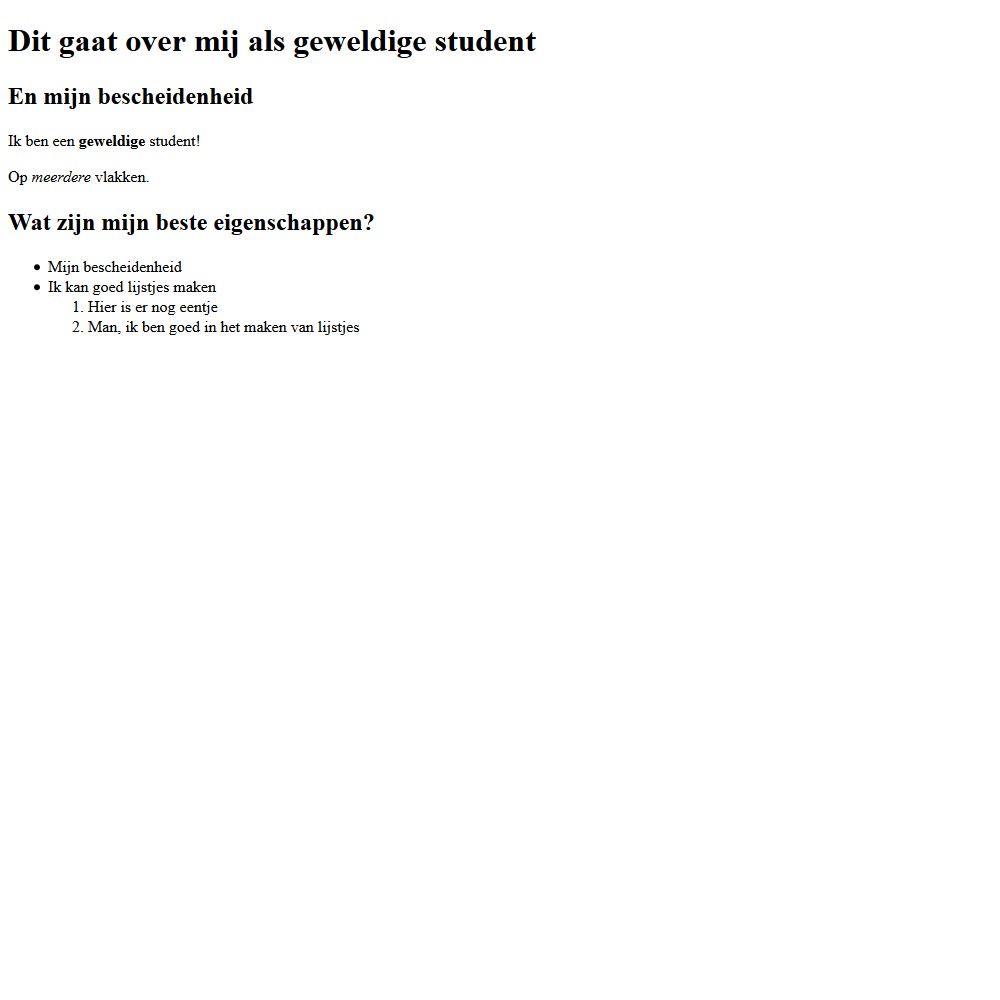 Dit gaat over mij als geweldige student
En mijn bescheidenheid
Ik ben een geweldige student!
Op meerdere vlakken.
Wat zijn mijn beste eigenschappen?
• Mijn bescheidenheid
• Ik kan goed lijstjes maken
1. Hier is er nog eentje
2. Man, ik ben goed in het maken van lijstjes